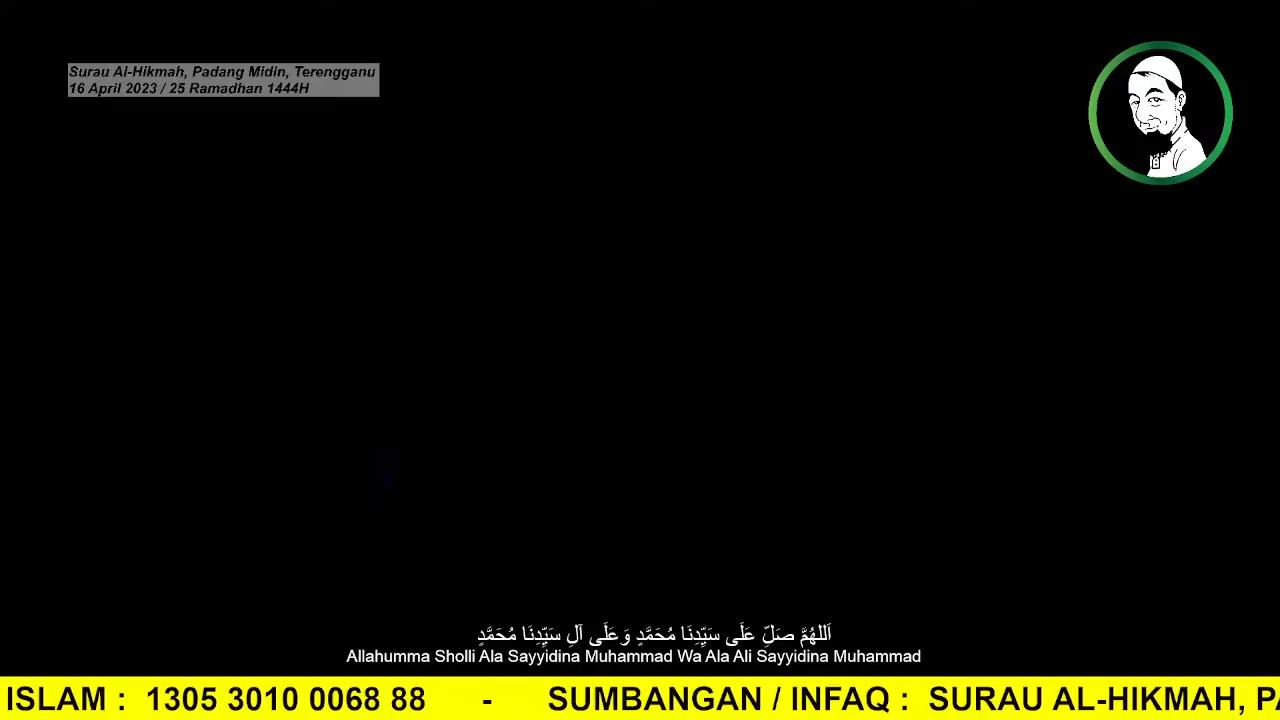 Surau Al-Hikmah, Padang Midin, Terengganu
16 April 2023 / 25 Ramadhan 1444H
اَللهُمَّ صَلِّ عَلَى سَيِّدِنَا مُحَمَّدٍ وَعَلَى آلِ سَيِّدِنَا مُحَمَّدٍ
Allahumma Sholli Ala Sayyidina Muhammad Wa Ala Ali Sayyidina Muhammad
ISLAM : 1305 3010 0068 88 - SUMBANGAN / INFAQ : SURAU AL-HIKMAH,